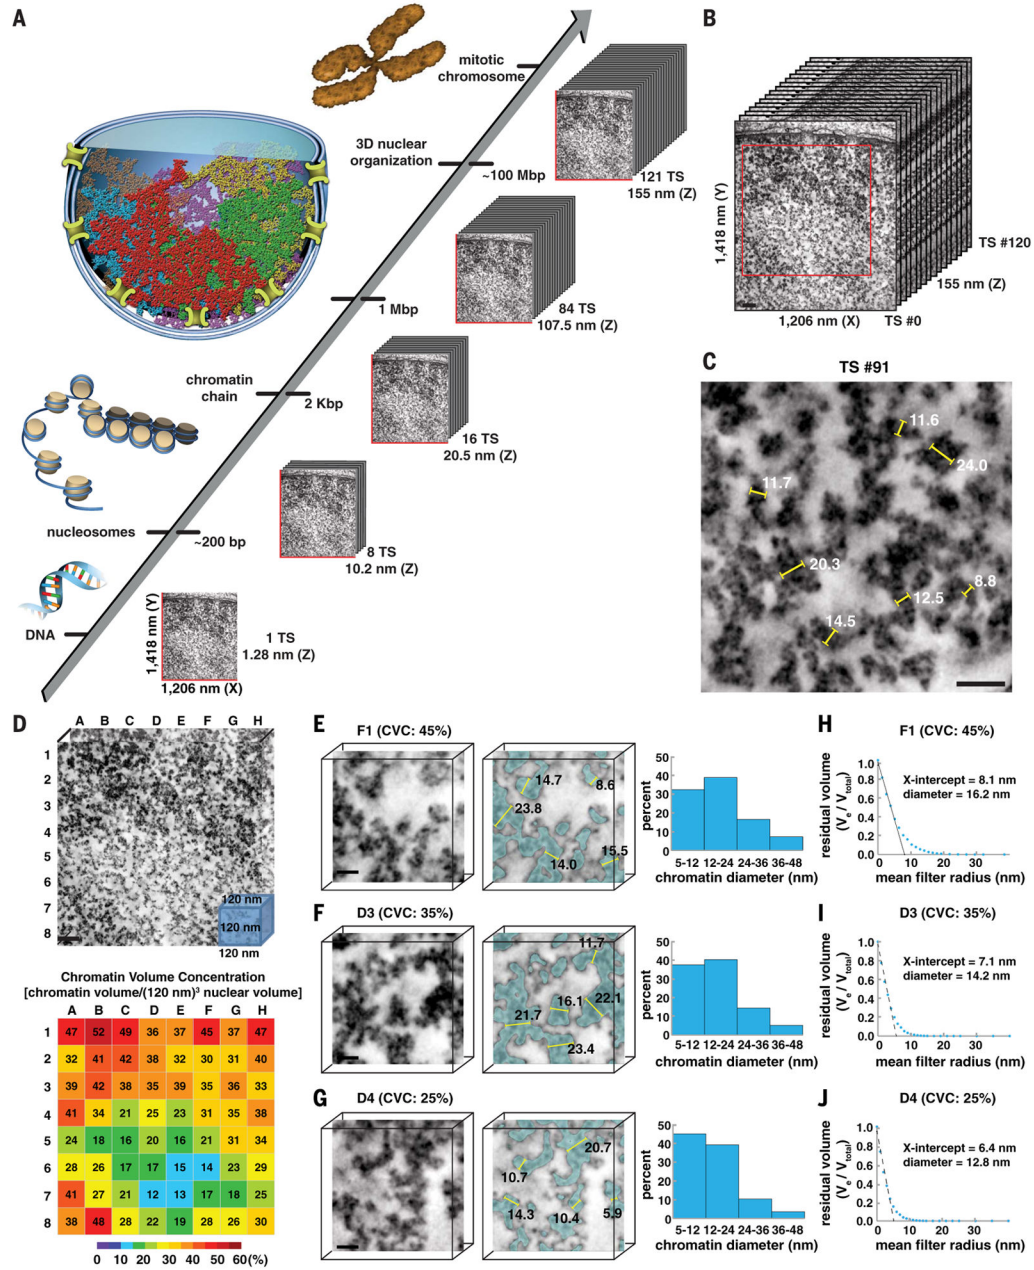 A
mitotic
chromosome
121 TS
155 nm (Z)
3D nuclear
organization
~100 Mbp
84 TS
107.5 nm (Z)
1 Mbp
chromatin
chain
2 Kbp
16 TS
20.5 nm (Z)
nucleosomes
~200 bp
8 TS
10.2 nm (Z)
DNA
1,418 nm (Y)
1 TS
1.28 nm (Z)
1,206 nm (X)
B
1,418 nm (Y)
TS #120
155 nm (Z)
1,206 nm (X)
TS #0
C
TS #91
11.6
24.0
11.7
20.3
8.8
12.5
14.5
D
A B C D E F G H
1
2
3
4
5
6
7
8
120 nm
120 nm
120 nm
Chromatin Volume Concentration
[chromatin volume/(120 nm)³ nuclear volume]
A B C D E F G H
1 47 52 49 36 37 45 37 47
2 32 41 42 38 32 30 31 40
3 39 42 38 35 39 35 36 33
4 41 34 21 25 23 31 35 38
5 24 18 16 20 16 21 31 34
6 28 26 17 17 15 14 23 29
7 41 27 21 12 13 17 18 25
8 38 48 28 22 19 28 26 30
0 10 20 30 40 50 60(%)
E
F1 (CVC: 45%)
14.7
8.6
23.8
15.5
14.0
percent
50
40
30
20
10
0
5-12 12-24 24-36 36-48
chromatin diameter (nm)
F
D3 (CVC: 35%)
11.7
16.1
22.1
21.7
23.4
percent
50
40
30
20
10
0
5-12 12-24 24-36 36-48
chromatin diameter (nm)
G
D4 (CVC: 25%)
20.7
10.7
14.3
10.4
5.9
percent
50
40
30
20
10
0
5-12 12-24 24-36 36-48
chromatin diameter (nm)
H
F1 (CVC: 45%)
residual volume
(Vₑ/ V_total)
1.0
0.8
0.6
0.4
0.2
0
X-intercept = 8.1 nm
diameter = 16.2 nm
0 10 30
mean filter radius (nm)
I
D3 (CVC: 35%)
residual volume
(Vₑ/ V_total)
1.0
0.8
0.6
0.4
0.2
0.0
X-intercept = 7.1 nm
diameter = 14.2 nm
0 10 30
mean filter radius (nm)
J
D4 (CVC: 25%)
residual volume
(Vₑ/ V_total)
1.0
0.8
0.6
0.4
0.2
0
X-intercept = 6.4 nm
diameter = 12.8 nm
0 10 30
mean filter radius (nm)